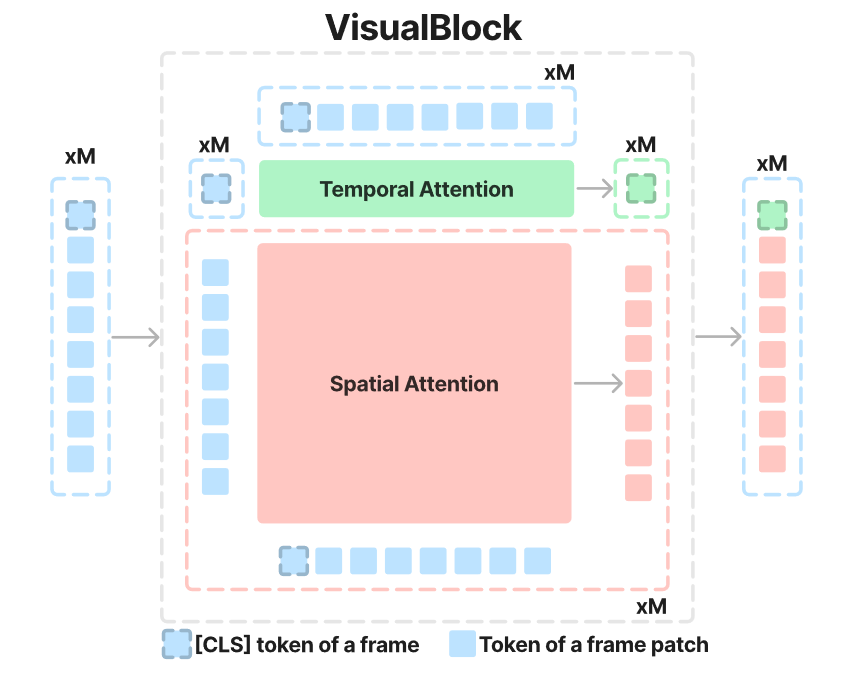 VisualBlock
xM
xM
xM
xM
xM
Temporal Attention
Spatial Attention
xM
[CLS] token of a frame
Token of a frame patch